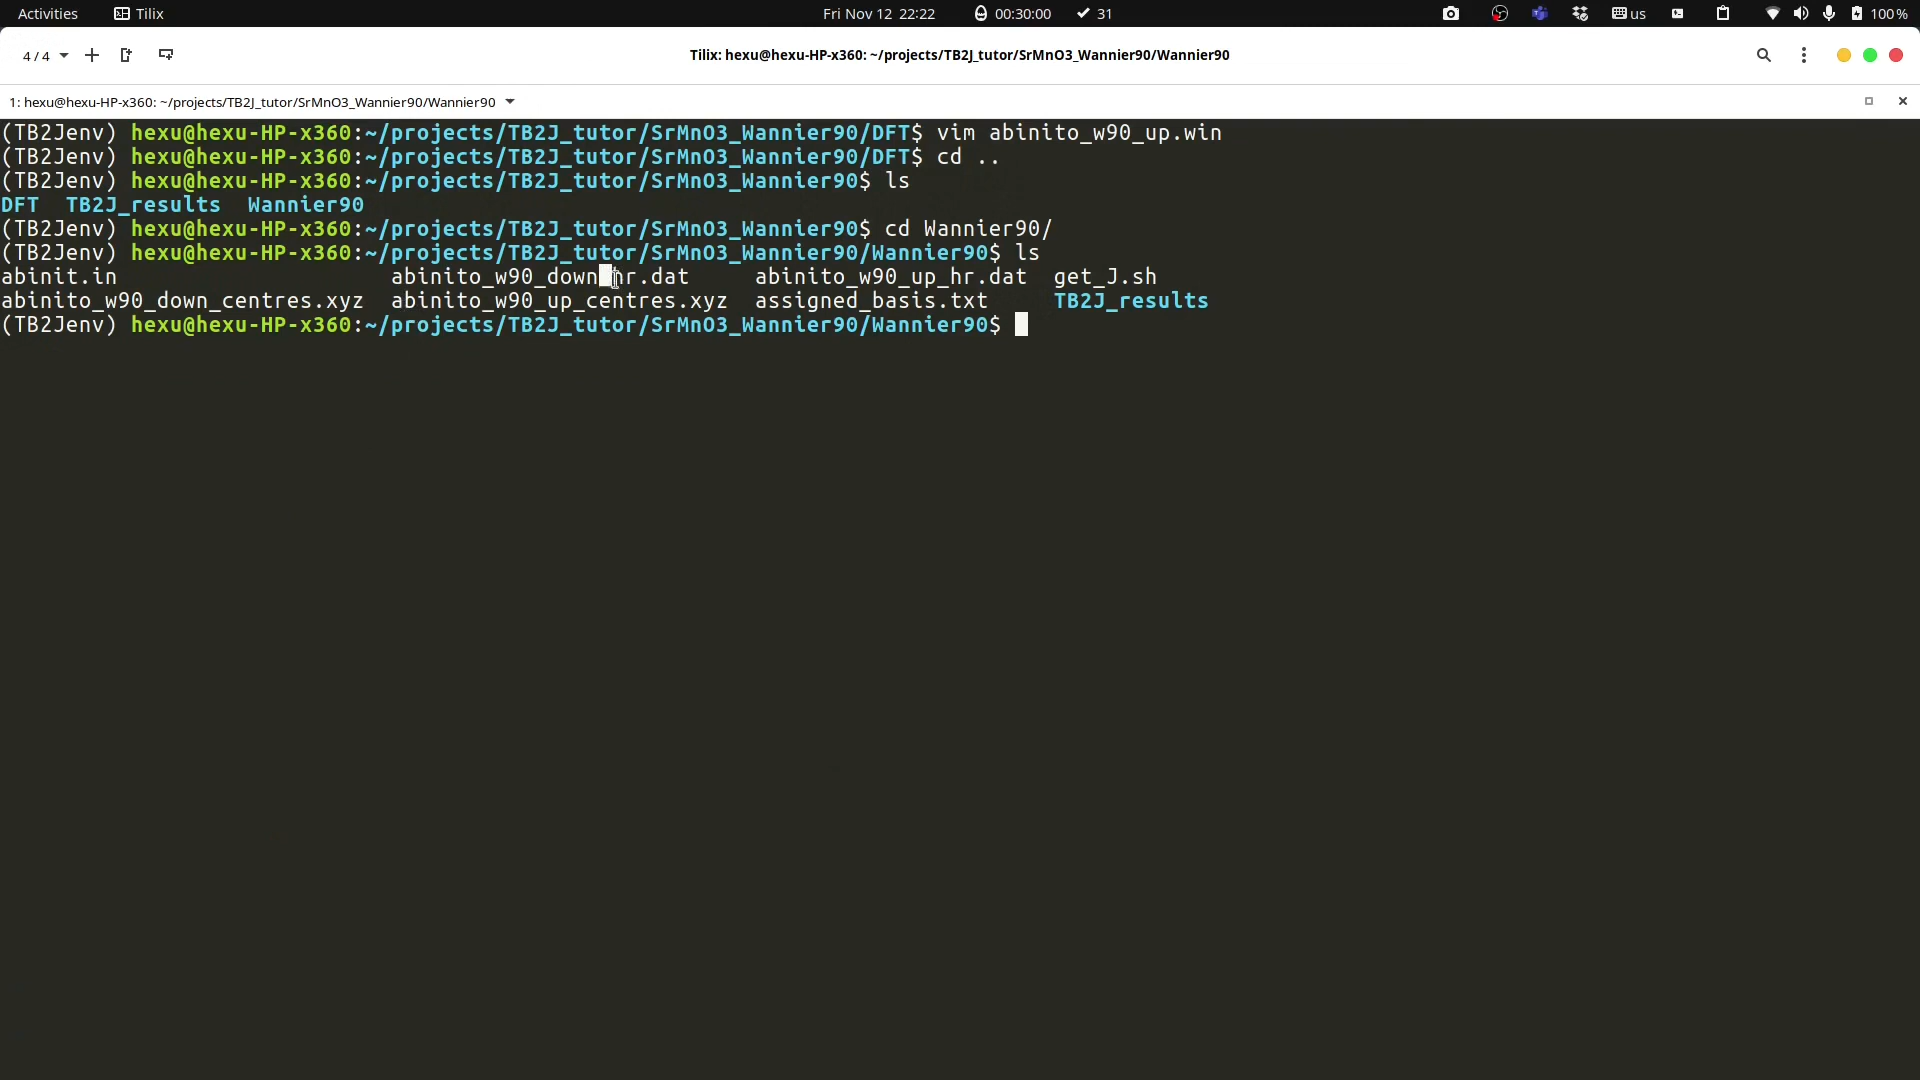 Activities Tilix Fri Nov 12 22:22 00:30:00 31 us 100%
4 / 4 Tilix: hexu@hexu-HP-x360: ~/projects/TB2J_tutor/SrMnO3_Wannier90/Wannier90
1: hexu@hexu-HP-x360: ~/projects/TB2J_tutor/SrMnO3_Wannier90/Wannier90
(TB2Jenv) hexu@hexu-HP-x360:~/projects/TB2J_tutor/SrMnO3_Wannier90/DFT$ vim abinito_w90_up.win
(TB2Jenv) hexu@hexu-HP-x360:~/projects/TB2J_tutor/SrMnO3_Wannier90/DFT$ cd ..
(TB2Jenv) hexu@hexu-HP-x360:~/projects/TB2J_tutor/SrMnO3_Wannier90$ ls
DFT TB2J_results Wannier90
(TB2Jenv) hexu@hexu-HP-x360:~/projects/TB2J_tutor/SrMnO3_Wannier90$ cd Wannier90/
(TB2Jenv) hexu@hexu-HP-x360:~/projects/TB2J_tutor/SrMnO3_Wannier90/Wannier90$ ls
abinit.in abinito_w90_down_hr.dat abinito_w90_up_hr.dat get_J.sh
abinito_w90_down_centres.xyz abinito_w90_up_centres.xyz assigned_basis.txt TB2J_results
(TB2Jenv) hexu@hexu-HP-x360:~/projects/TB2J_tutor/SrMnO3_Wannier90/Wannier90$